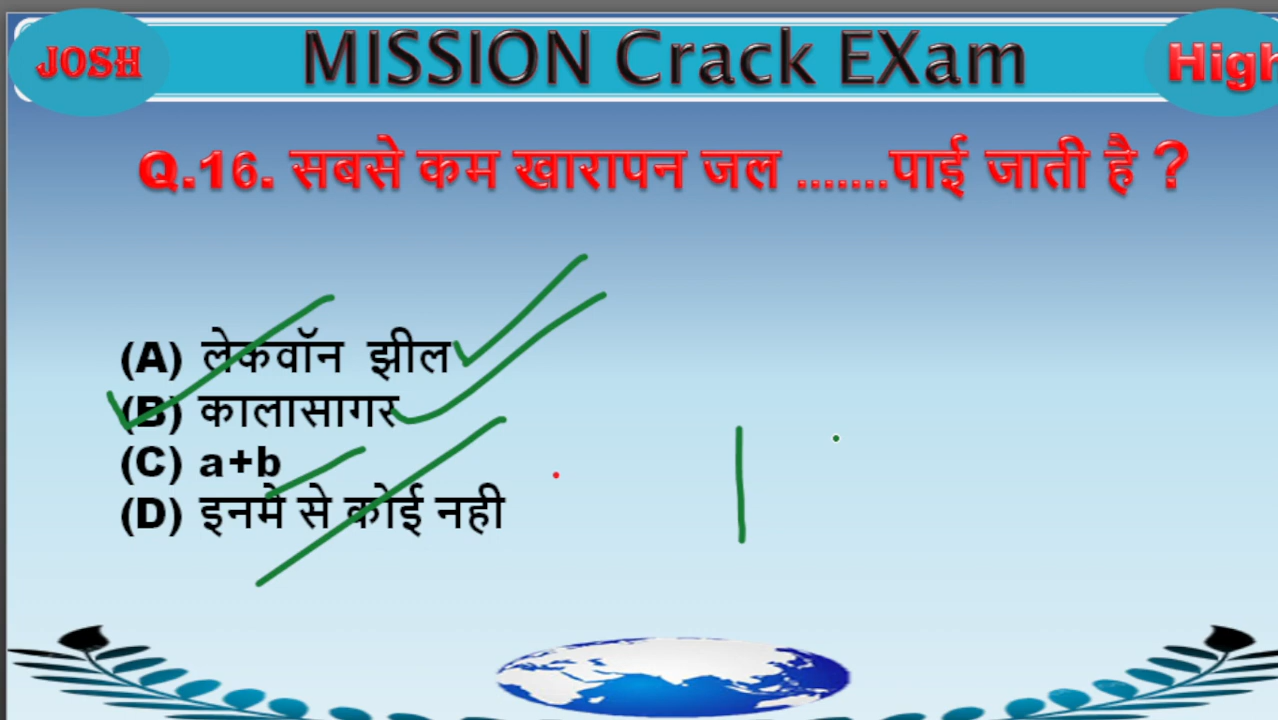 JOSH
MISSION Crack EXam
High
Q.16. सबसे कम खारापन जल .......पाई जाती है ?
(A) लेकवॉन झील
(B) कालासागर
(C) a+b
(D) इनमे से कोई नही